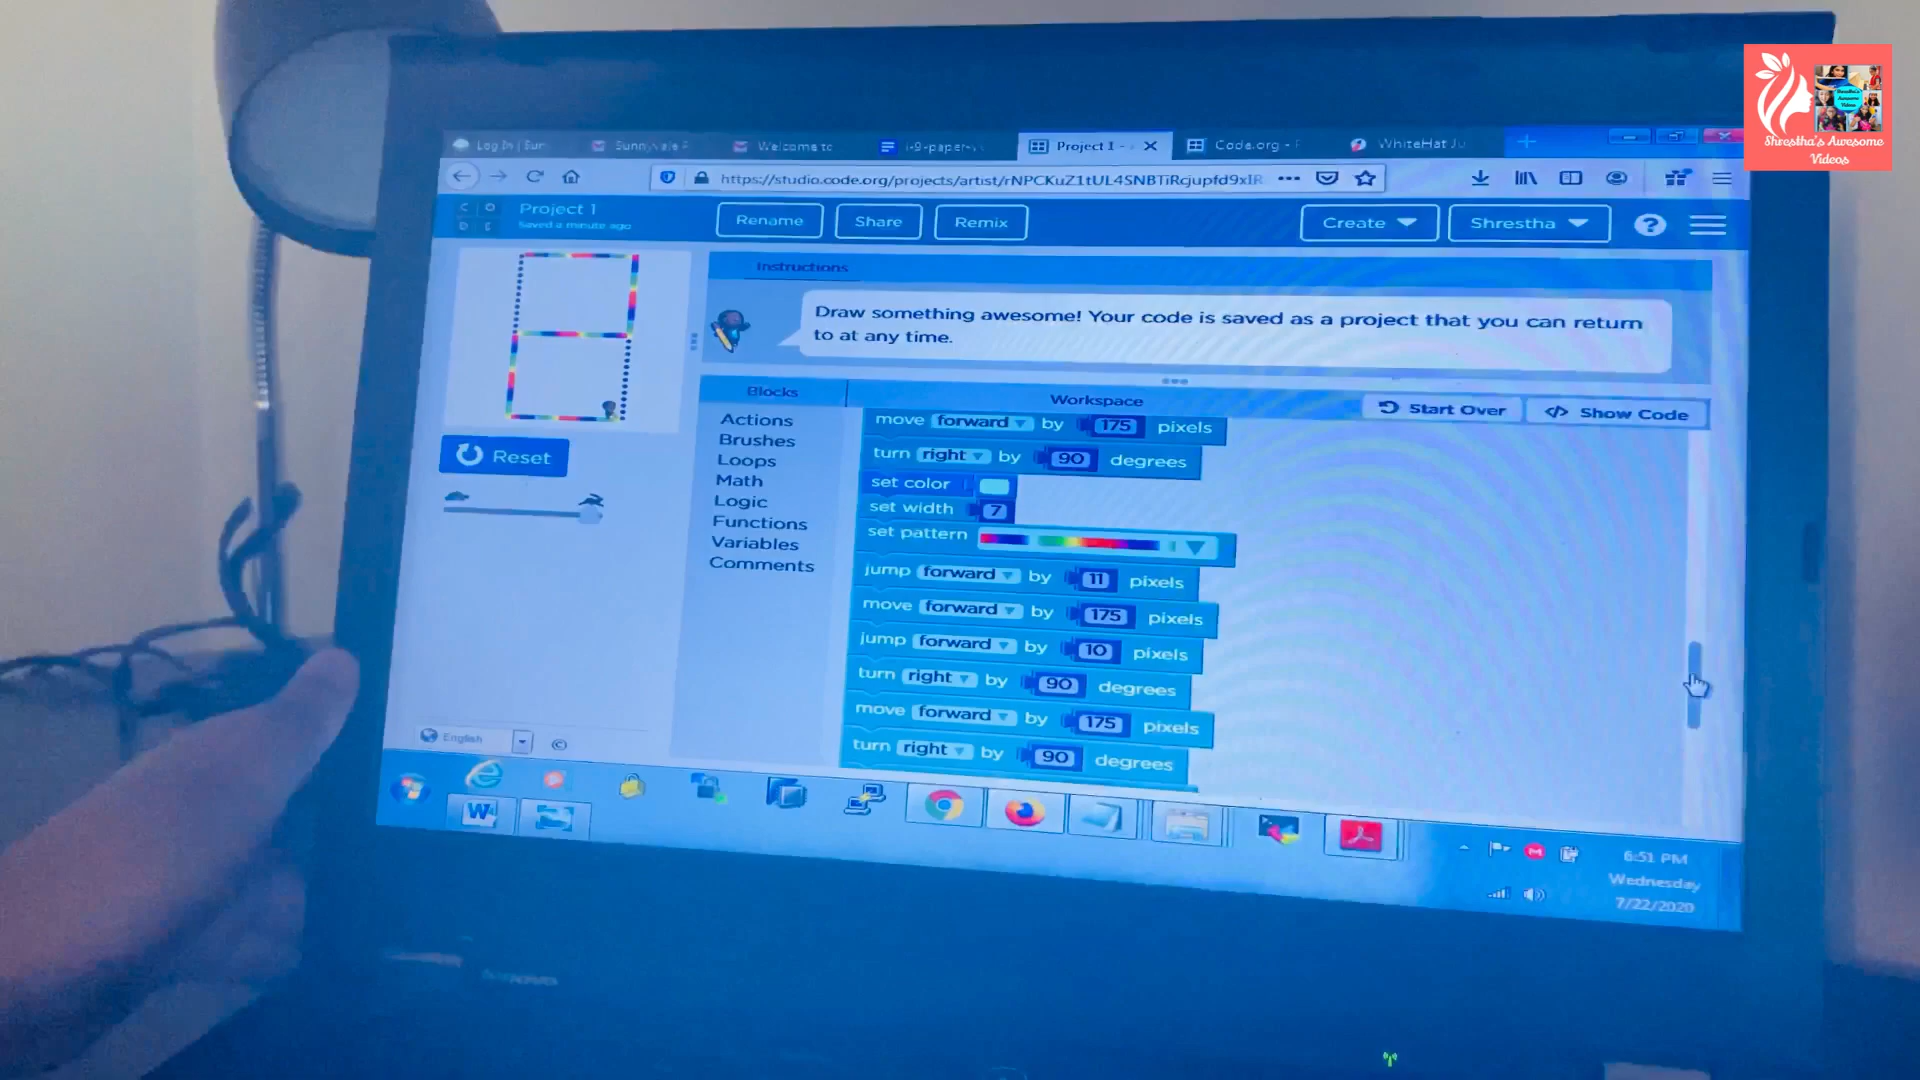 Log In | Sun
Sunnyvale F
Welcome to
i-9-paper-v
Project 1 -
Code.org - F
WhiteHat Ju
https://studio.code.org/projects/artist/rNPCKuZ1tUL4SNBTiRcjupfd9xIR
Project 1
Saved a minute ago
Rename
Share
Remix
Create
Shrestha
?
Instructions
Draw something awesome! Your code is saved as a project that you can return
to at any time.
Blocks
Workspace
Start Over
</> Show Code
Reset
Actions
Brushes
Loops
Math
Logic
Functions
Variables
Comments
move forward by 175 pixels
turn right by 90 degrees
set color
set width 7
set pattern
jump forward by 11 pixels
move forward by 175 pixels
jump forward by 10 pixels
turn right by 90 degrees
move forward by 175 pixels
turn right by 90 degrees
English
©
6:51 PM
Wednesday
7/22/2020
Shrestha's Awesome
Videos